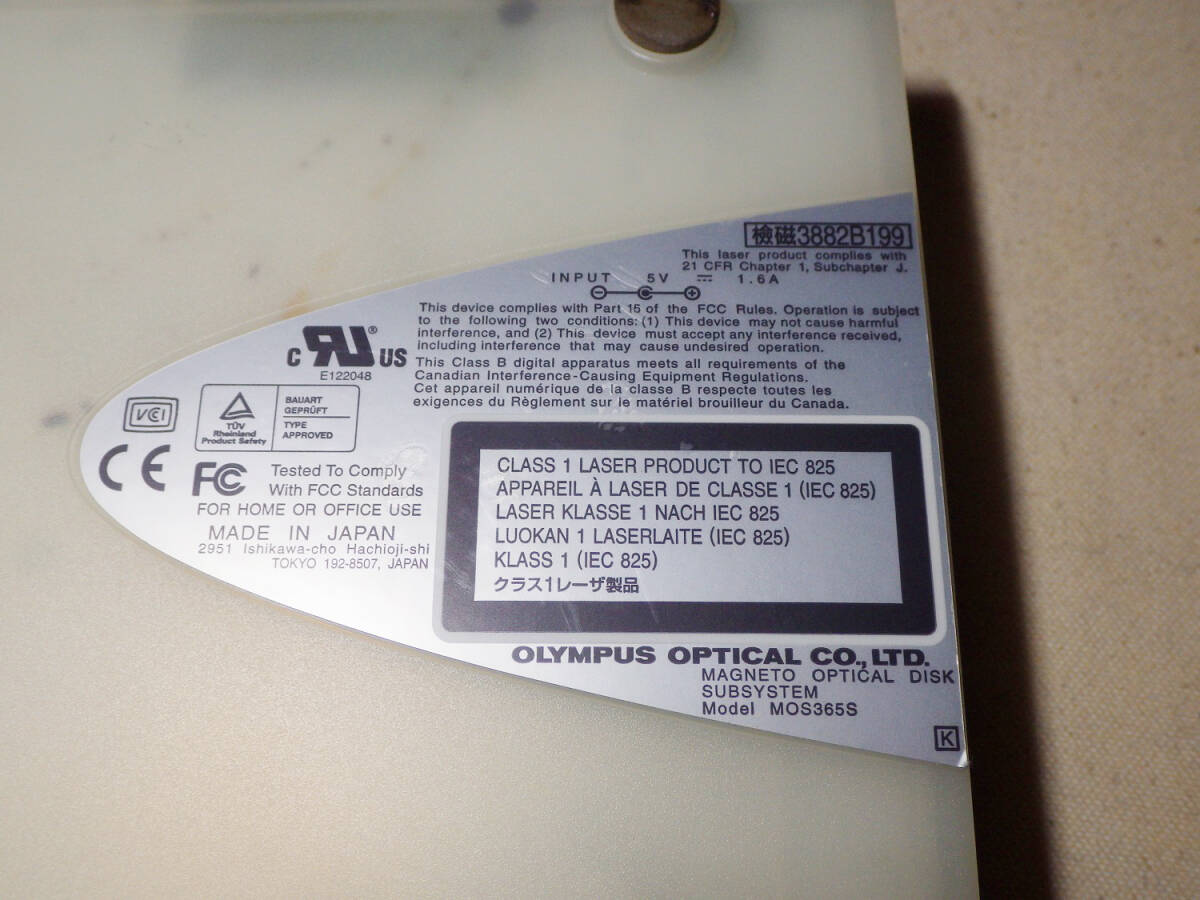 檢磁3882B199
This laser product complies with
21 CFR Chapter 1, Subchapter J.
INPUT 5V ⎓ 1.6A
This device complies with Part 15 of the FCC Rules. Operation is subject
to the following two conditions: (1) This device may not cause harmful
interference, and (2) This device must accept any interference received,
including interference that may cause undesired operation.
This Class B digital apparatus meets all requirements of the
Canadian Interference-Causing Equipment Regulations.
Cet appareil numérique de la classe B respecte toutes les
exigences du Règlement sur le matériel brouilleur du Canada.
C RU ® US
E122048
VCCI
TÜV
Rheinland
Product Safety
BAUART
GEPRÜFT
TYPE
APPROVED
CE
FC
Tested To Comply
With FCC Standards
FOR HOME OR OFFICE USE
MADE IN JAPAN
2951 Ishikawa-cho Hachioji-shi
TOKYO 192-8507, JAPAN
CLASS 1 LASER PRODUCT TO IEC 825
APPAREIL À LASER DE CLASSE 1 (IEC 825)
LASER KLASSE 1 NACH IEC 825
LUOKAN 1 LASERLAITE (IEC 825)
KLASS 1 (IEC 825)
クラス1レーザ製品
OLYMPUS OPTICAL CO., LTD.
MAGNETO OPTICAL DISK
SUBSYSTEM
Model MOS365S
K